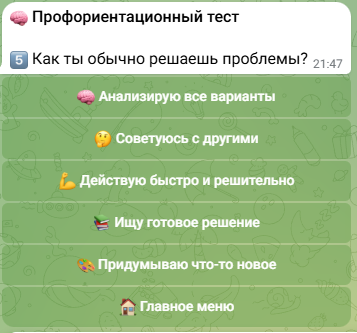 🧠 Профориентационный тест
5️⃣ Как ты обычно решаешь проблемы? 21:47
🧠 Анализирую все варианты
🤔 Советуюсь с другими
💪 Действую быстро и решительно
📚 Ищу готовое решение
🎨 Придумываю что-то новое
🏠 Главное меню